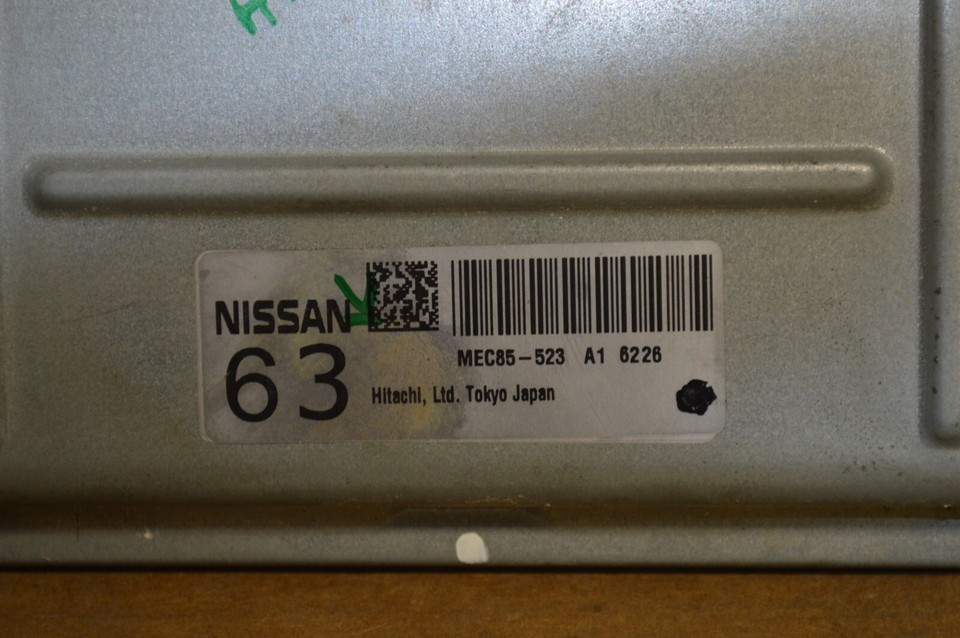 NISSAN
MEC85-523 A1 6226
63
Hitachi, Ltd. Tokyo Japan